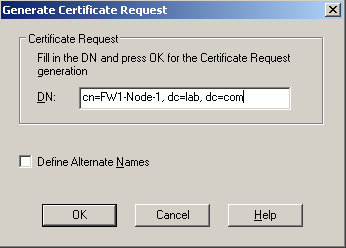 Generate Certificate Request
Certificate Request
Fill in the DN and press OK for the Certificate Request
generation
DN: cn=FW1-Node-1, dc=lab, dc=com
Define Alternate Names
OK Cancel Help